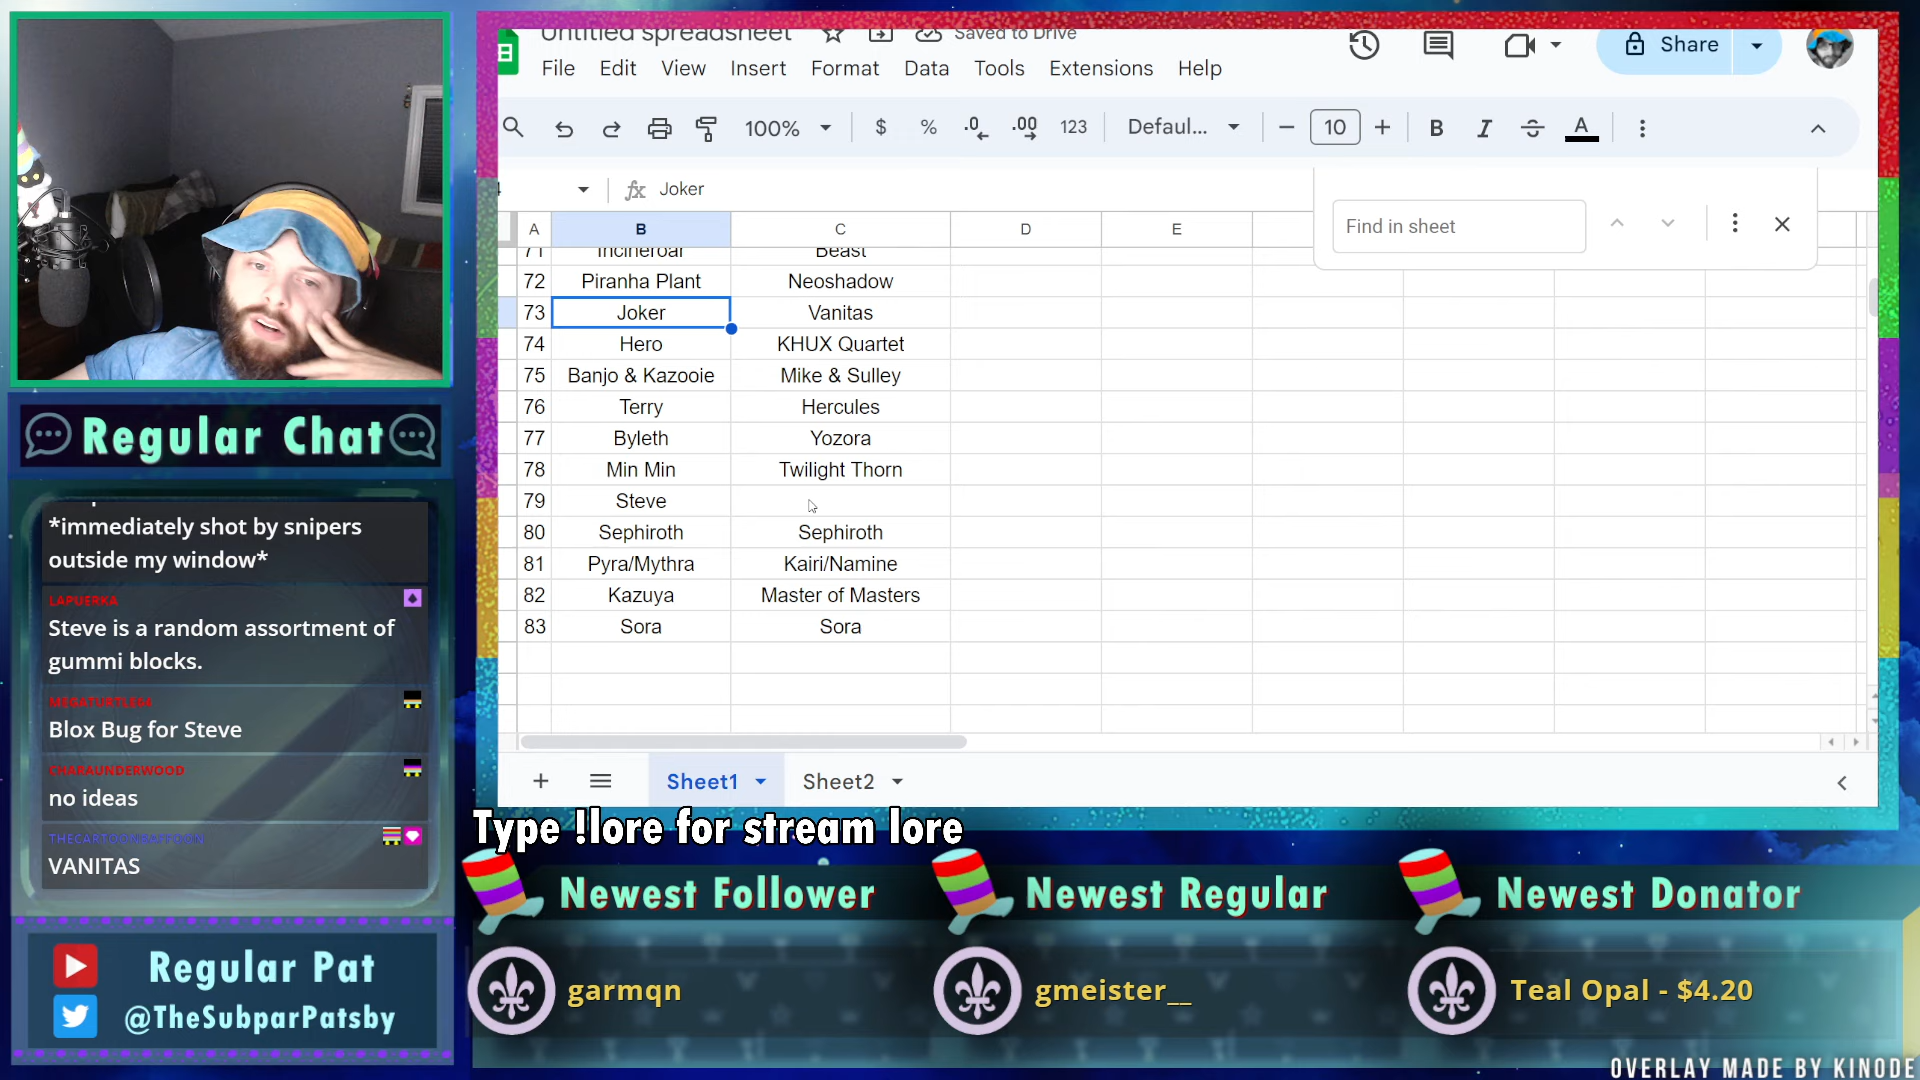 Untitled spreadsheet
Saved to Drive
Share
File Edit View Insert Format Data Tools Extensions Help
100% $ % .0 .00 123 Defaul... 10 B I A
fx Joker
Find in sheet
A B C D E
71 Incineroar Beast
72 Piranha Plant Neoshadow
73 Joker Vanitas
74 Hero KHUX Quartet
75 Banjo & Kazooie Mike & Sulley
76 Terry Hercules
77 Byleth Yozora
78 Min Min Twilight Thorn
79 Steve
80 Sephiroth Sephiroth
81 Pyra/Mythra Kairi/Namine
82 Kazuya Master of Masters
83 Sora Sora
Sheet1 Sheet2
Regular Chat
*immediately shot by snipers
outside my window*
LAPUERKA
Steve is a random assortment of
gummi blocks.
MEGATURTLE64
Blox Bug for Steve
CHARAUNDERWOOD
no ideas
VANITAS
Regular Pat
@TheSubparPatsby
Type !lore for stream lore
Newest Follower
garmqn
Newest Regular
gmeister__
Newest Donator
Teal Opal - $4.20
OVERLAY MADE BY KINODE